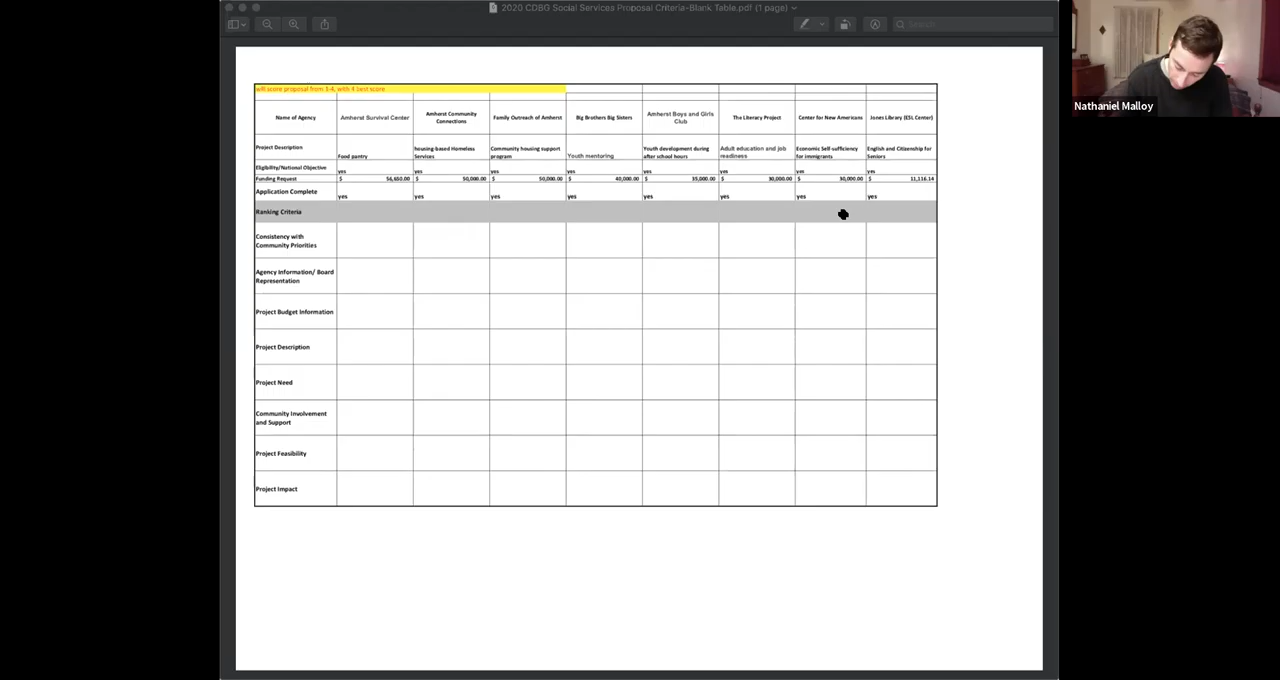 2020 CDBG Social Services Proposal Criteria-Blank Table.pdf (1 page)
Search
Nathaniel Malloy
will score proposal from 1-4, with 4 best score
Name of Agency
Amherst Survival Center
Amherst Community
Connections
Family Outreach of Amherst
Big Brothers Big Sisters
Amherst Boys and Girls
Club
The Literacy Project
Center for New Americans
Jones Library (ESL Center)
Project Description
Food pantry
housing-based Homeless
Services
Community housing support
program
Youth mentoring
Youth development during
after school hours
Adult education and job
readiness
Economic Self-sufficiency
for immigrants
English and Citizenship for
Seniors
Eligibility/National Objective
yes yes yes yes yes yes yes yes
Funding Request
$ 56,650.00 $ 50,000.00 $ 50,000.00 $ 40,000.00 $ 35,000.00 $ 30,000.00 $ 30,000.00 $ 11,116.14
Application Complete
yes yes yes yes yes yes yes yes
Ranking Criteria
Consistency with
Community Priorities
Agency Information/ Board
Representation
Project Budget Information
Project Description
Project Need
Community Involvement
and Support
Project Feasibility
Project Impact